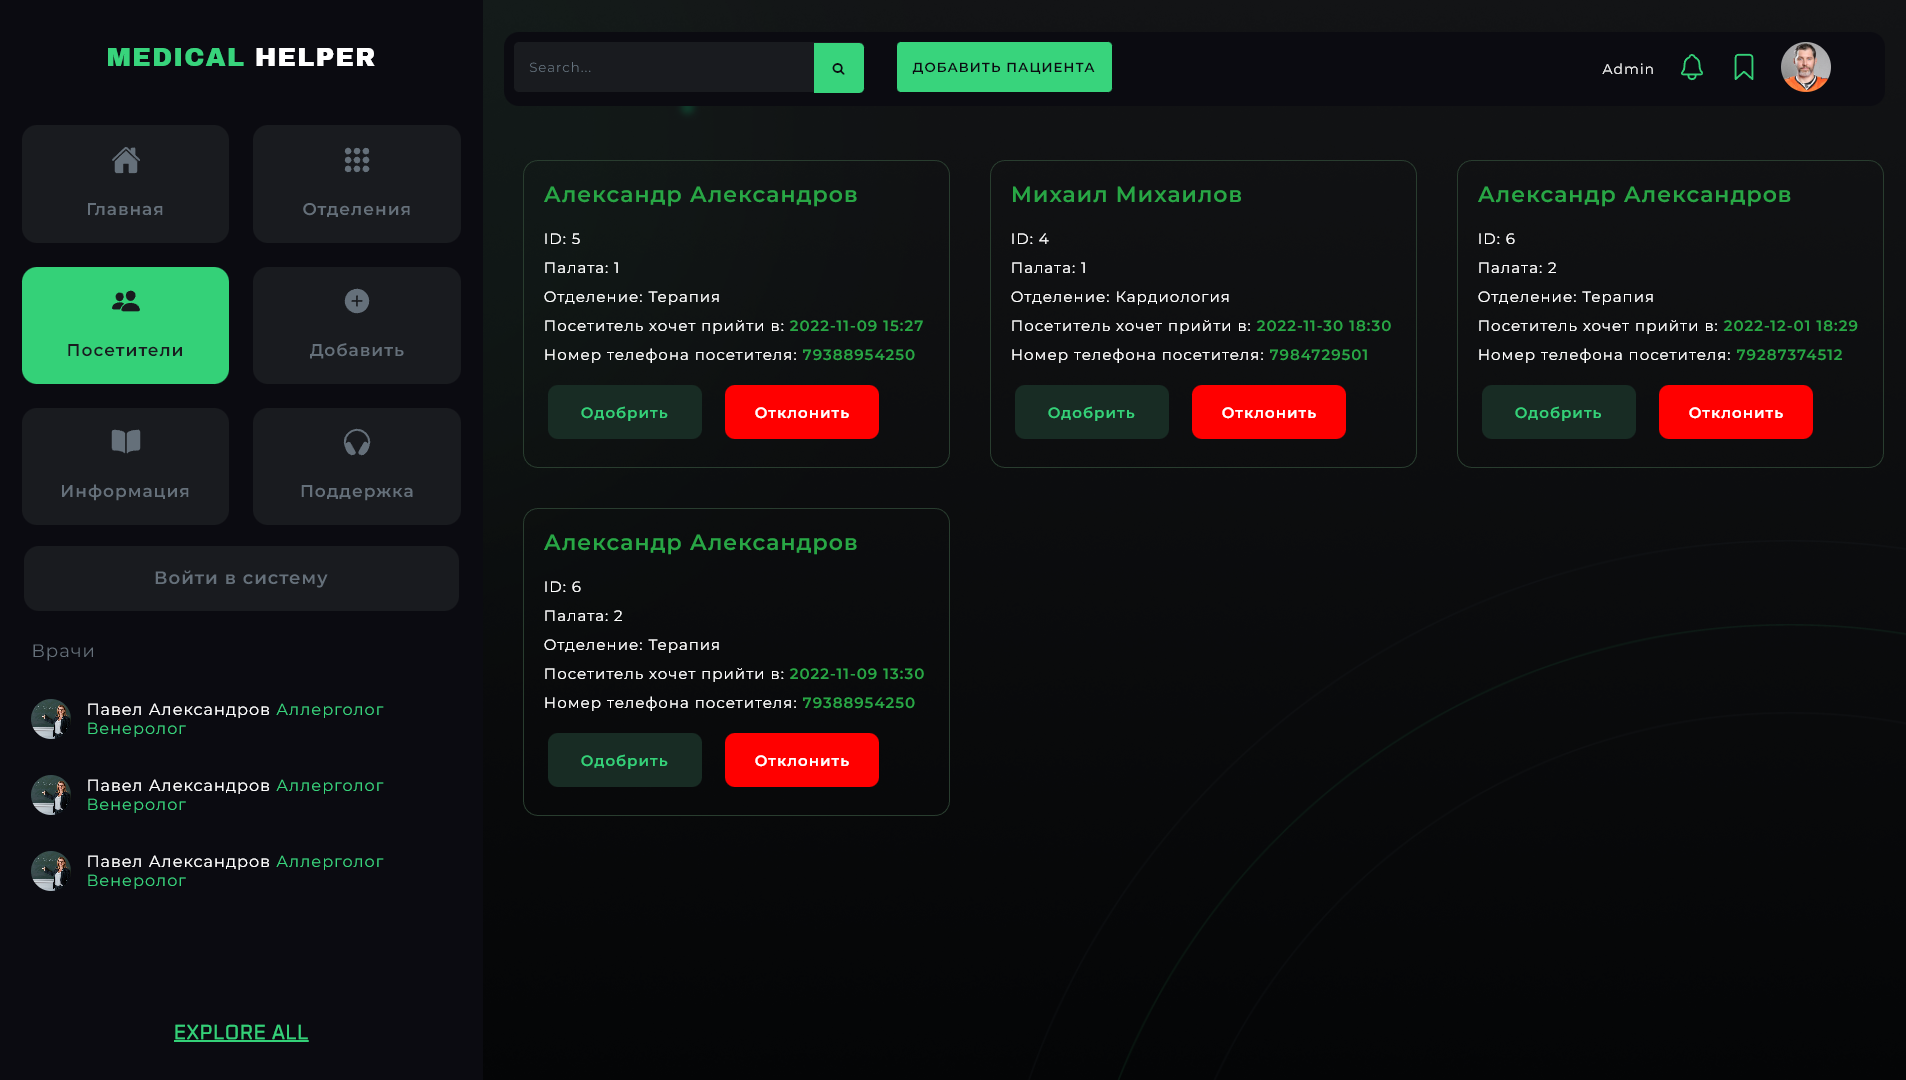 MEDICAL HELPER
Главная
Отделения
Посетители
Добавить
Информация
Поддержка
Войти в систему
Врачи
Павел Александров Аллерголог
Венеролог
Павел Александров Аллерголог
Венеролог
Павел Александров Аллерголог
Венеролог
EXPLORE ALL
Search...
ДОБАВИТЬ ПАЦИЕНТА
Admin
Александр Александров
ID: 5
Палата: 1
Отделение: Терапия
Посетитель хочет прийти в: 2022-11-09 15:27
Номер телефона посетителя: 79388954250
Одобрить
Отклонить
Михаил Михаилов
ID: 4
Палата: 1
Отделение: Кардиология
Посетитель хочет прийти в: 2022-11-30 18:30
Номер телефона посетителя: 7984729501
Одобрить
Отклонить
Александр Александров
ID: 6
Палата: 2
Отделение: Терапия
Посетитель хочет прийти в: 2022-12-01 18:29
Номер телефона посетителя: 79287374512
Одобрить
Отклонить
Александр Александров
ID: 6
Палата: 2
Отделение: Терапия
Посетитель хочет прийти в: 2022-11-09 13:30
Номер телефона посетителя: 79388954250
Одобрить
Отклонить